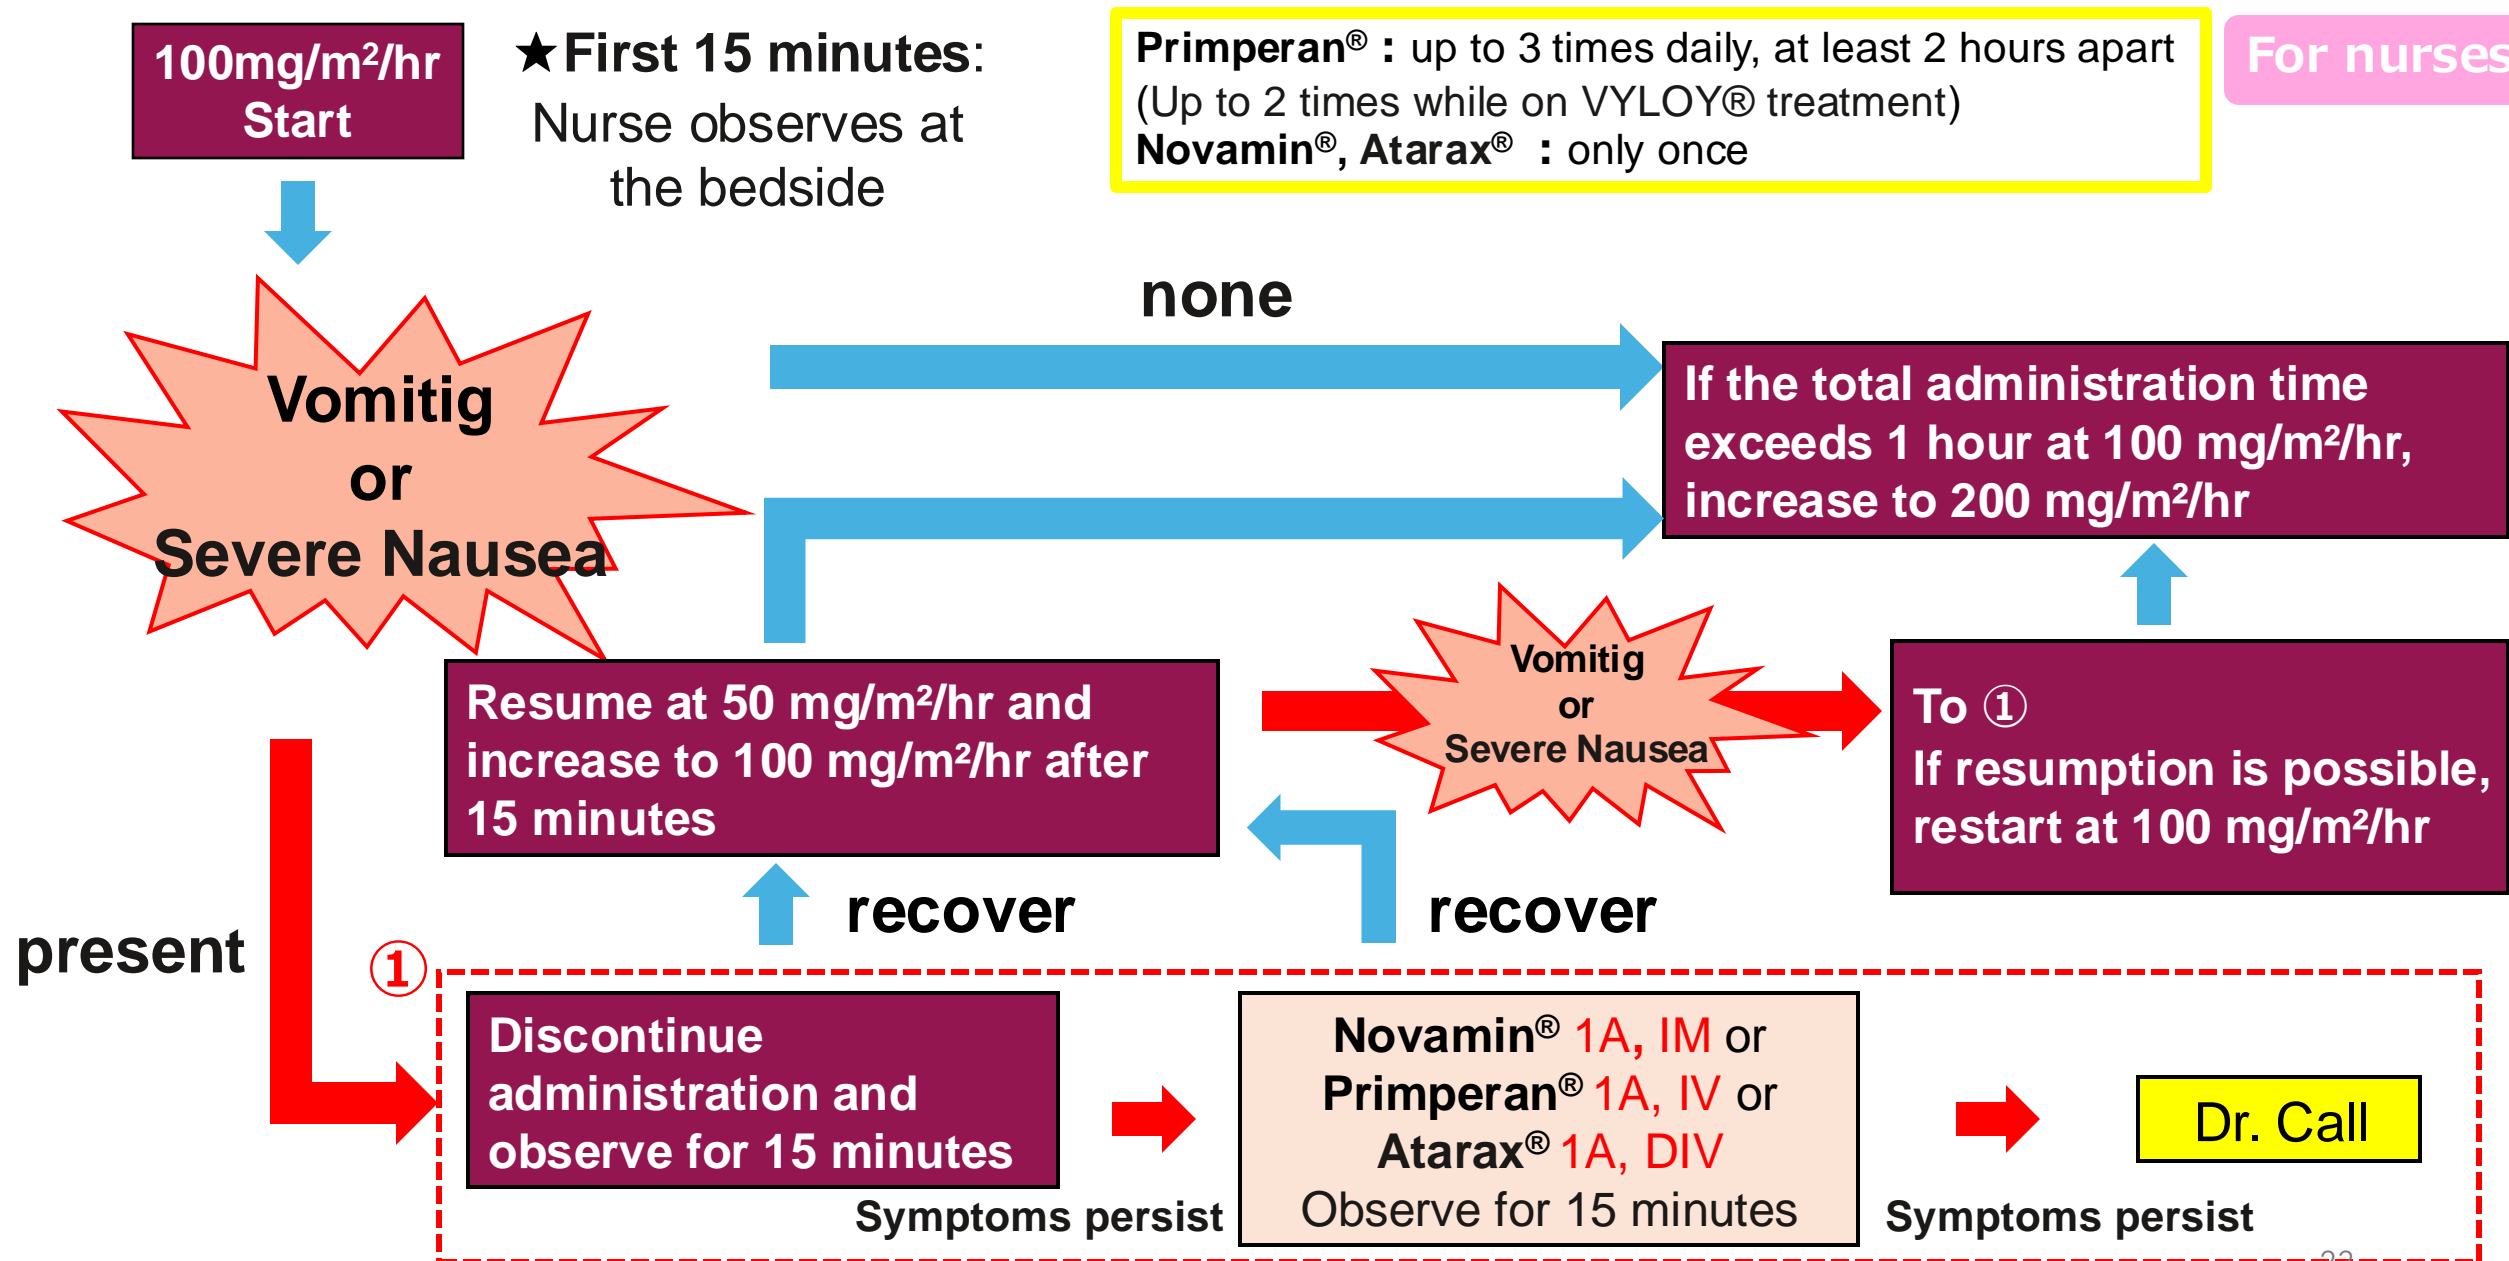 100mg/m²/hr
Start
★First 15 minutes:
Nurse observes at
the bedside
Primperan® : up to 3 times daily, at least 2 hours apart
(Up to 2 times while on VYLOY® treatment)
Novamin®, Atarax® : only once
For nurses
none
Vomitig
or
Severe Nausea
If the total administration time
exceeds 1 hour at 100 mg/m²/hr,
increase to 200 mg/m²/hr
Resume at 50 mg/m²/hr and
increase to 100 mg/m²/hr after
15 minutes
Vomitig
or
Severe Nausea
To ①
If resumption is possible,
restart at 100 mg/m²/hr
recover
recover
present
①
Discontinue
administration and
observe for 15 minutes
Symptoms persist
Novamin® 1A, IM or
Primperan® 1A, IV or
Atarax® 1A, DIV
Observe for 15 minutes
Symptoms persist
Dr. Call